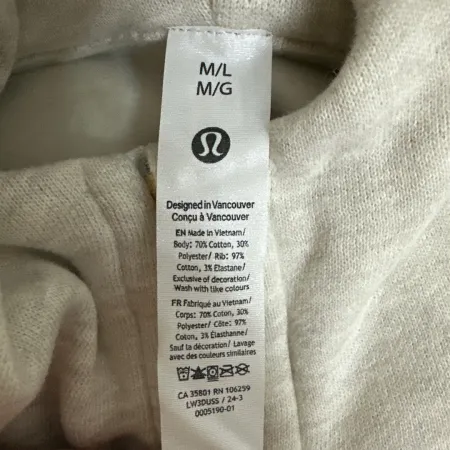 M/L
M/G
Designed in Vancouver
Conçu à Vancouver
EN Made in Vietnam/
Body: 70% Cotton, 30%
Polyester/ Rib: 97%
Cotton, 3% Elastane/
Exclusive of decoration/
Wash with like colours
FR Fabriqué au Vietnam/
Corps: 70% Coton, 30%
Polyester/ Côte: 97%
Coton, 3% Élasthanne/
Sauf la décoration/ Lavage
avec des couleurs similaires
CA 35801 RN 106259
LW3DUSS / 24-3
0005190-01